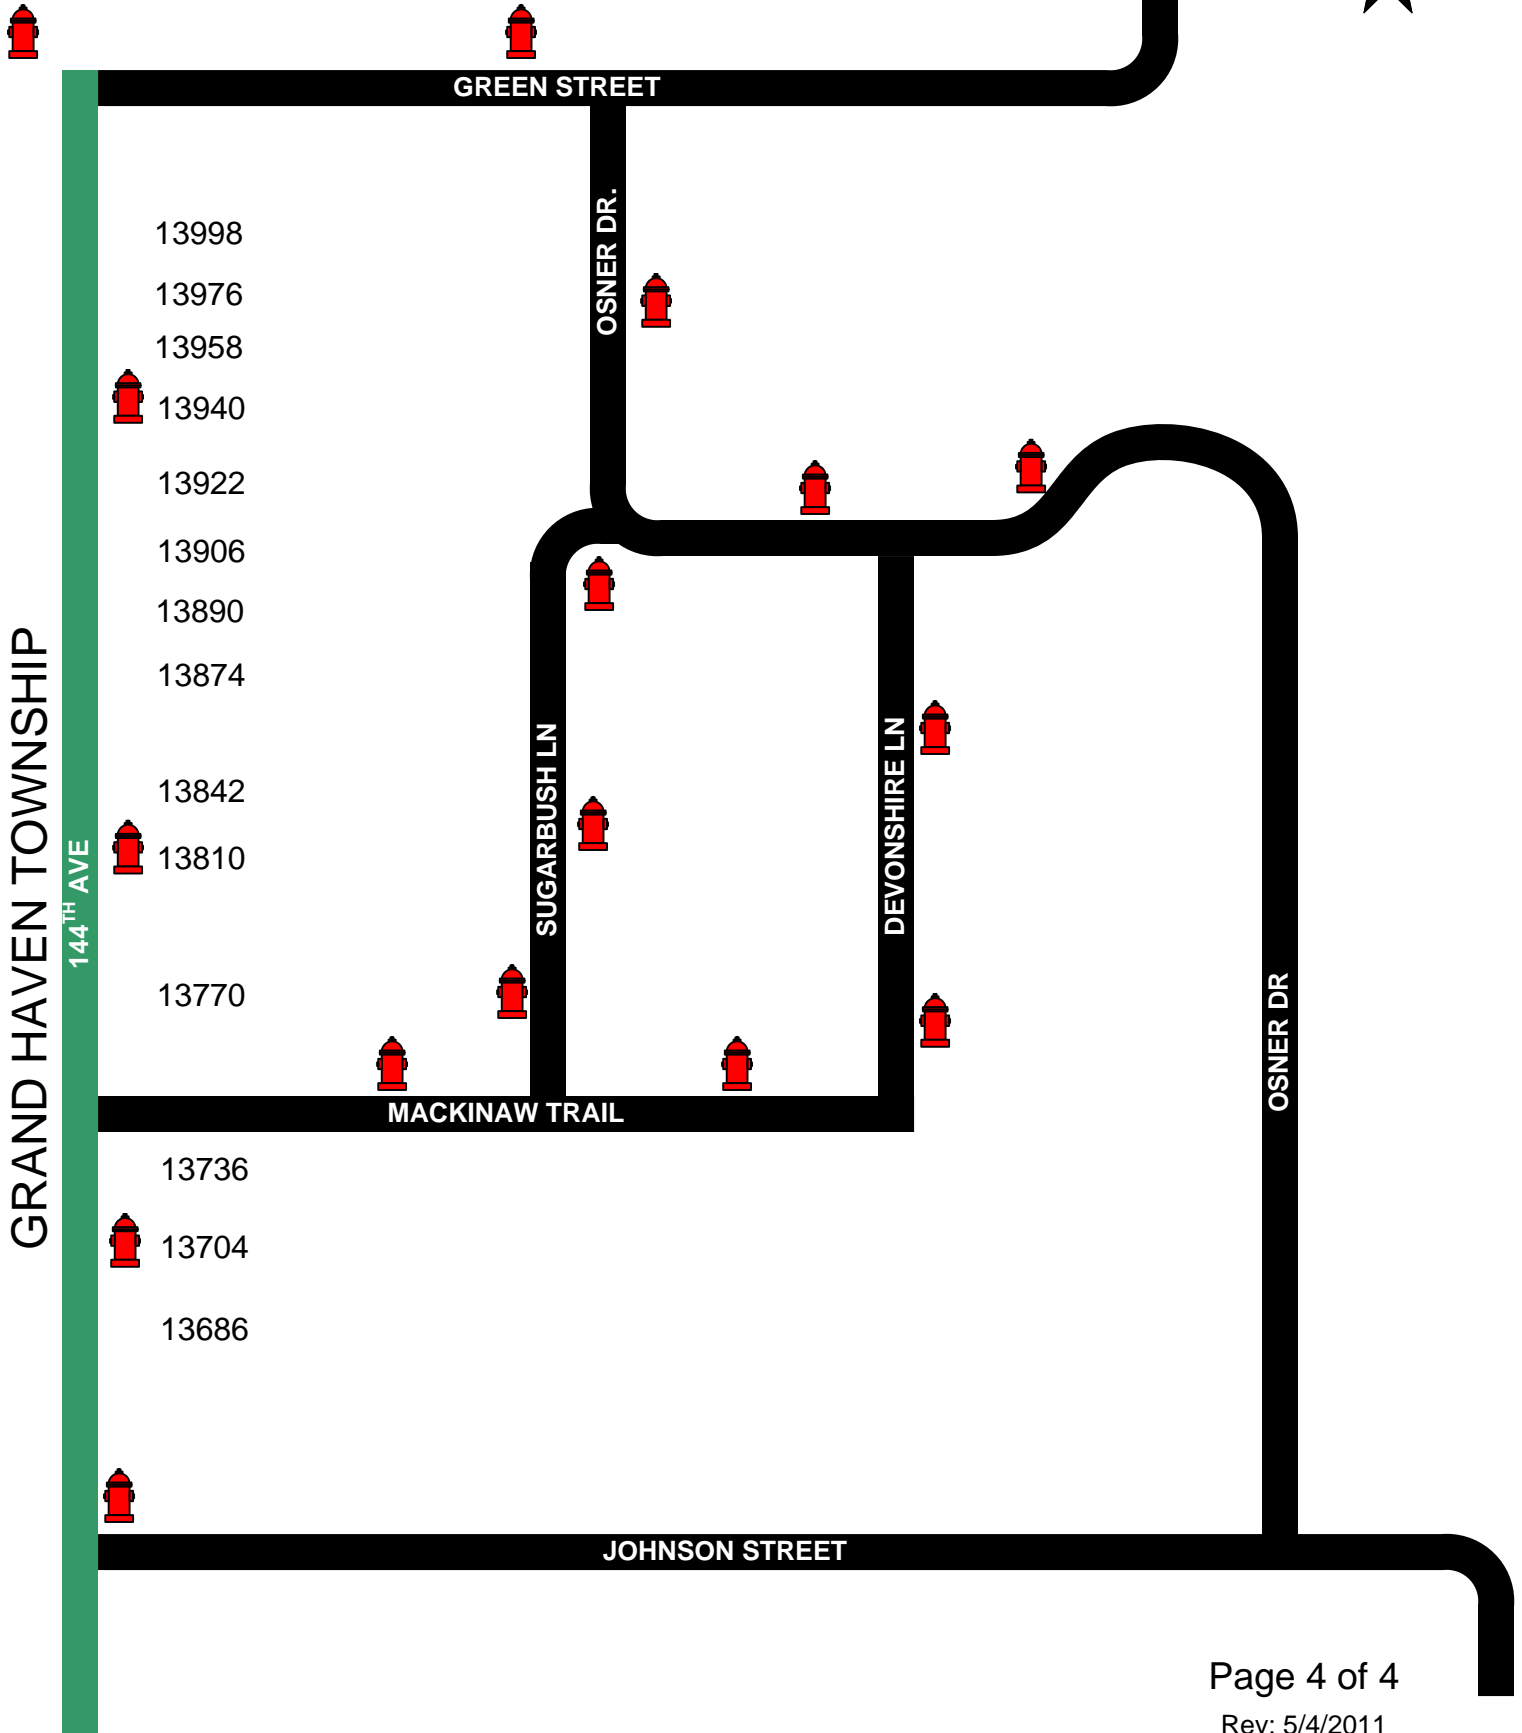 GREEN STREET
OSNER DR.
13998
13976
13958
13940
13922
13906
13890
13874
13842
13810
13770
GRAND HAVEN TOWNSHIP
144TH AVE
SUGARBUSH LN
DEVONSHIRE LN
OSNER DR
MACKINAW TRAIL
13736
13704
13686
JOHNSON STREET
Page 4 of 4
Rev: 5/4/2011